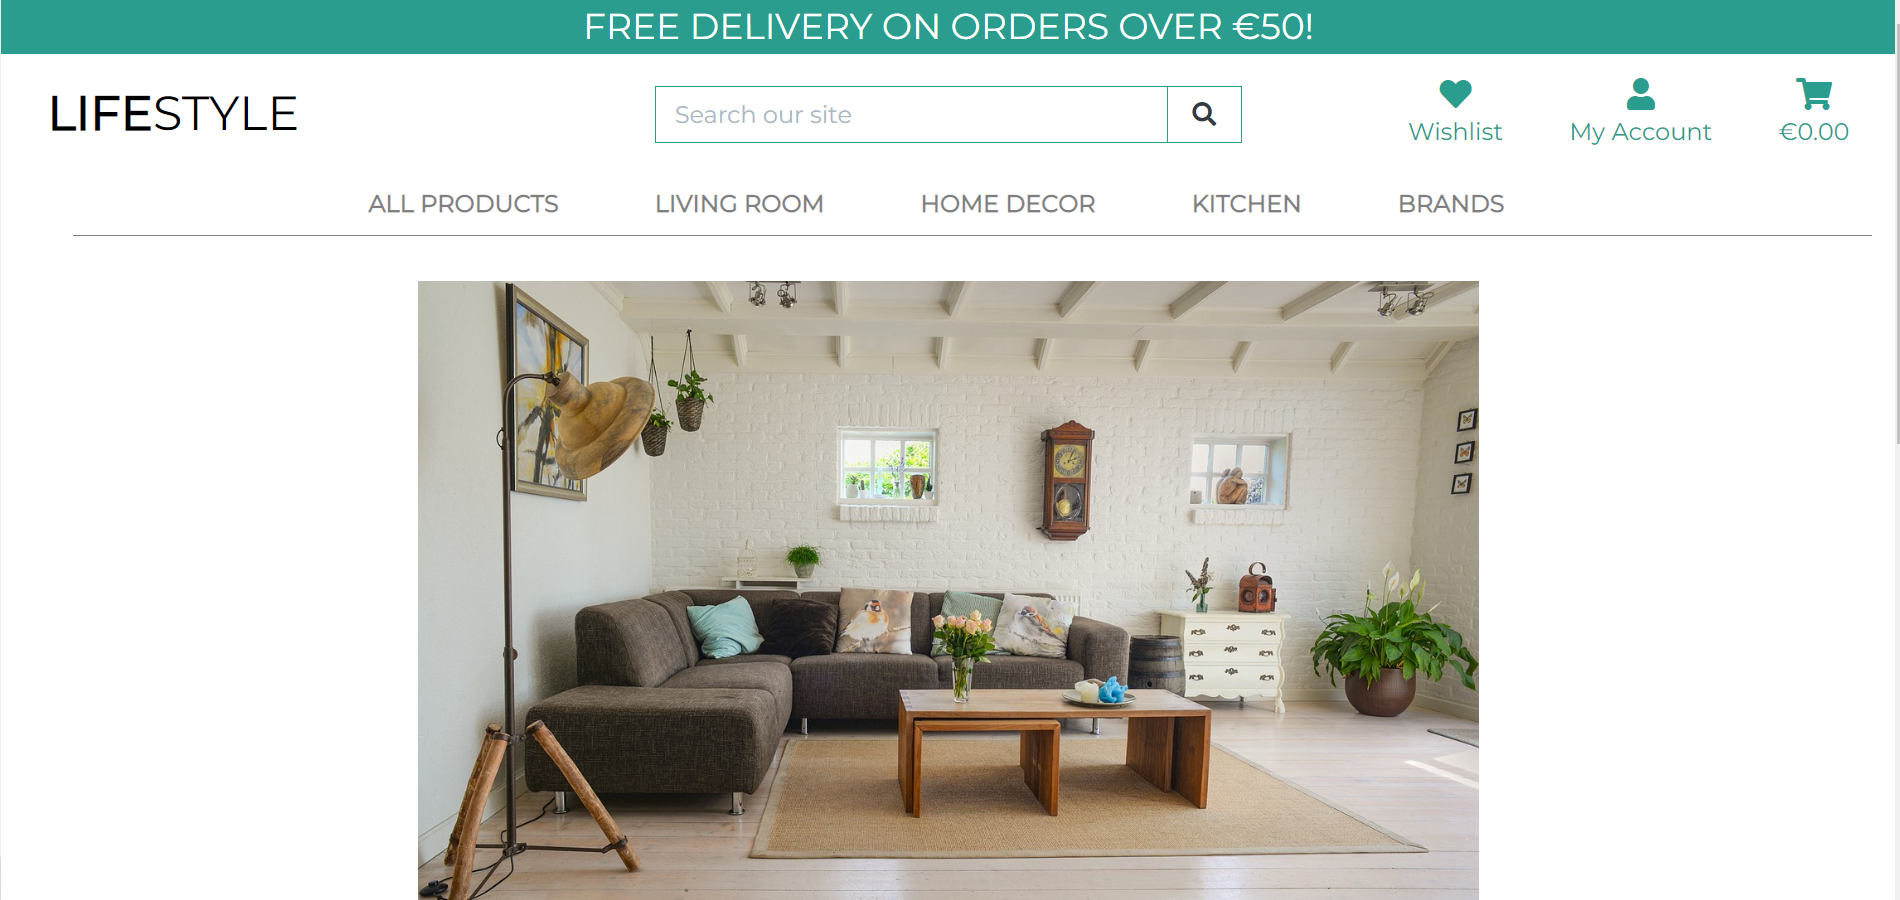 FREE DELIVERY ON ORDERS OVER €50!
LIFESTYLE
Search our site
Wishlist
My Account
€0.00
ALL PRODUCTS
LIVING ROOM
HOME DECOR
KITCHEN
BRANDS